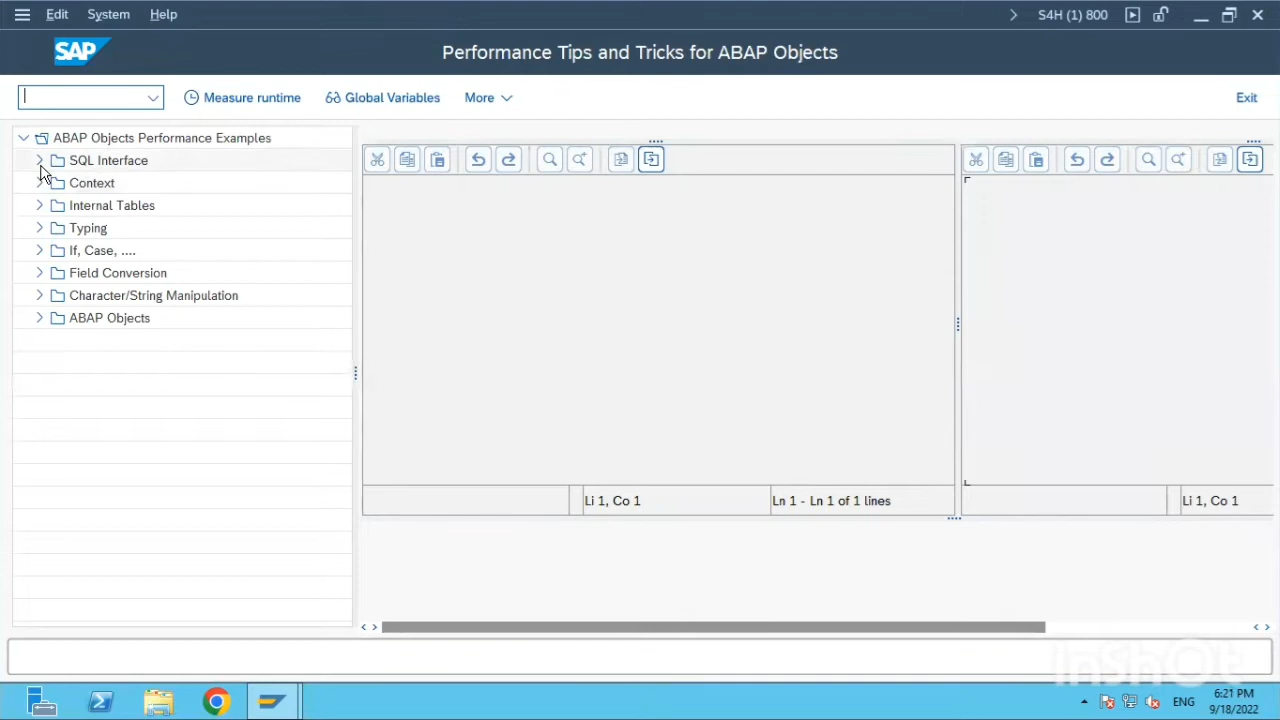 Edit System Help S4H (1) 800
SAP Performance Tips and Tricks for ABAP Objects
Measure runtime Global Variables More Exit
ABAP Objects Performance Examples
SQL Interface
Context
Internal Tables
Typing
If, Case, ....
Field Conversion
Character/String Manipulation
ABAP Objects
Li 1, Co 1 Ln 1 - Ln 1 of 1 lines Li 1, Co 1
InShOt
ENG 6:21 PM
9/18/2022